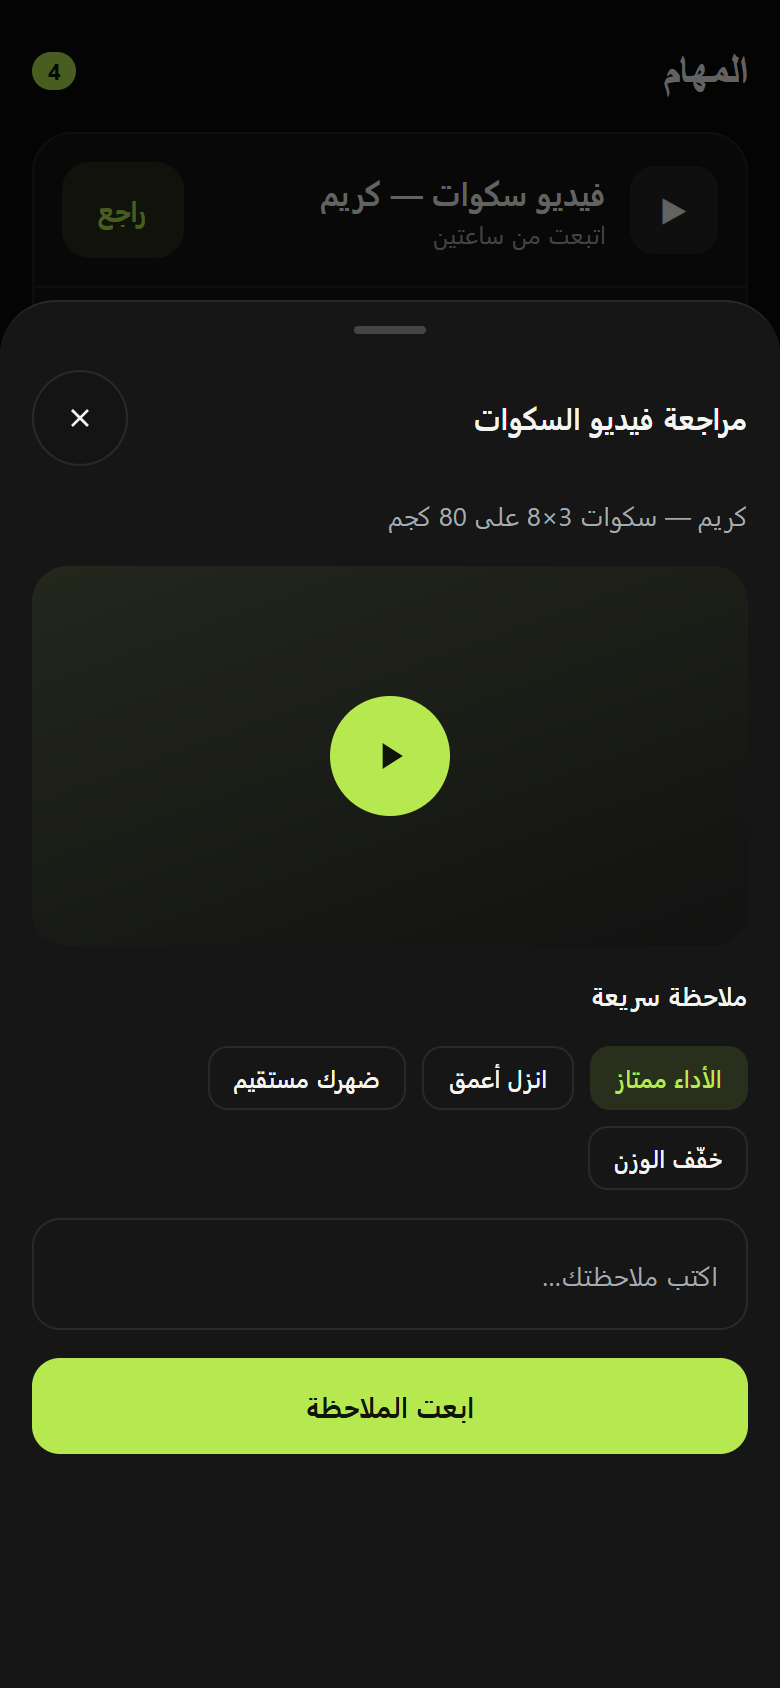 المهام
4
فيديو سكوات — كريم
اتبعت من ساعتين
راجع
مراجعة فيديو السكوات
كريم — سكوات 3×8 على 80 كجم
ملاحظة سريعة
الأداء ممتاز
انزل أعمق
ضهرك مستقيم
خفّف الوزن
اكتب ملاحظتك...
ابعت الملاحظة